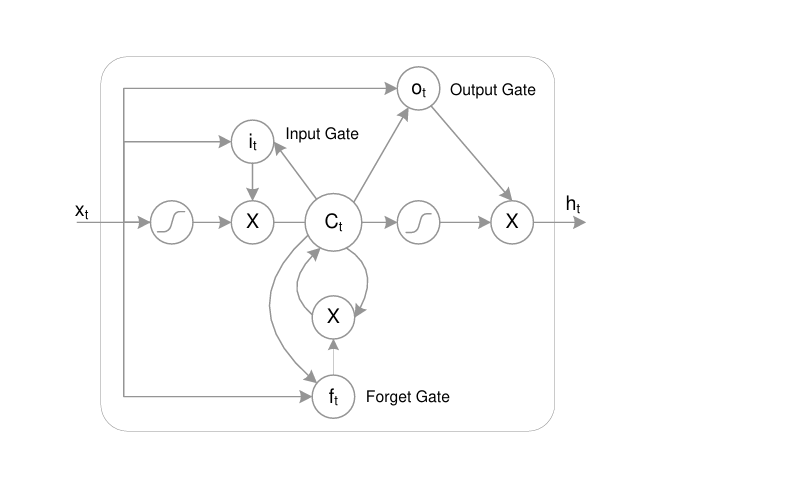 oₜ Output Gate
iₜ Input Gate
xₜ X Cₜ X hₜ
X
fₜ Forget Gate